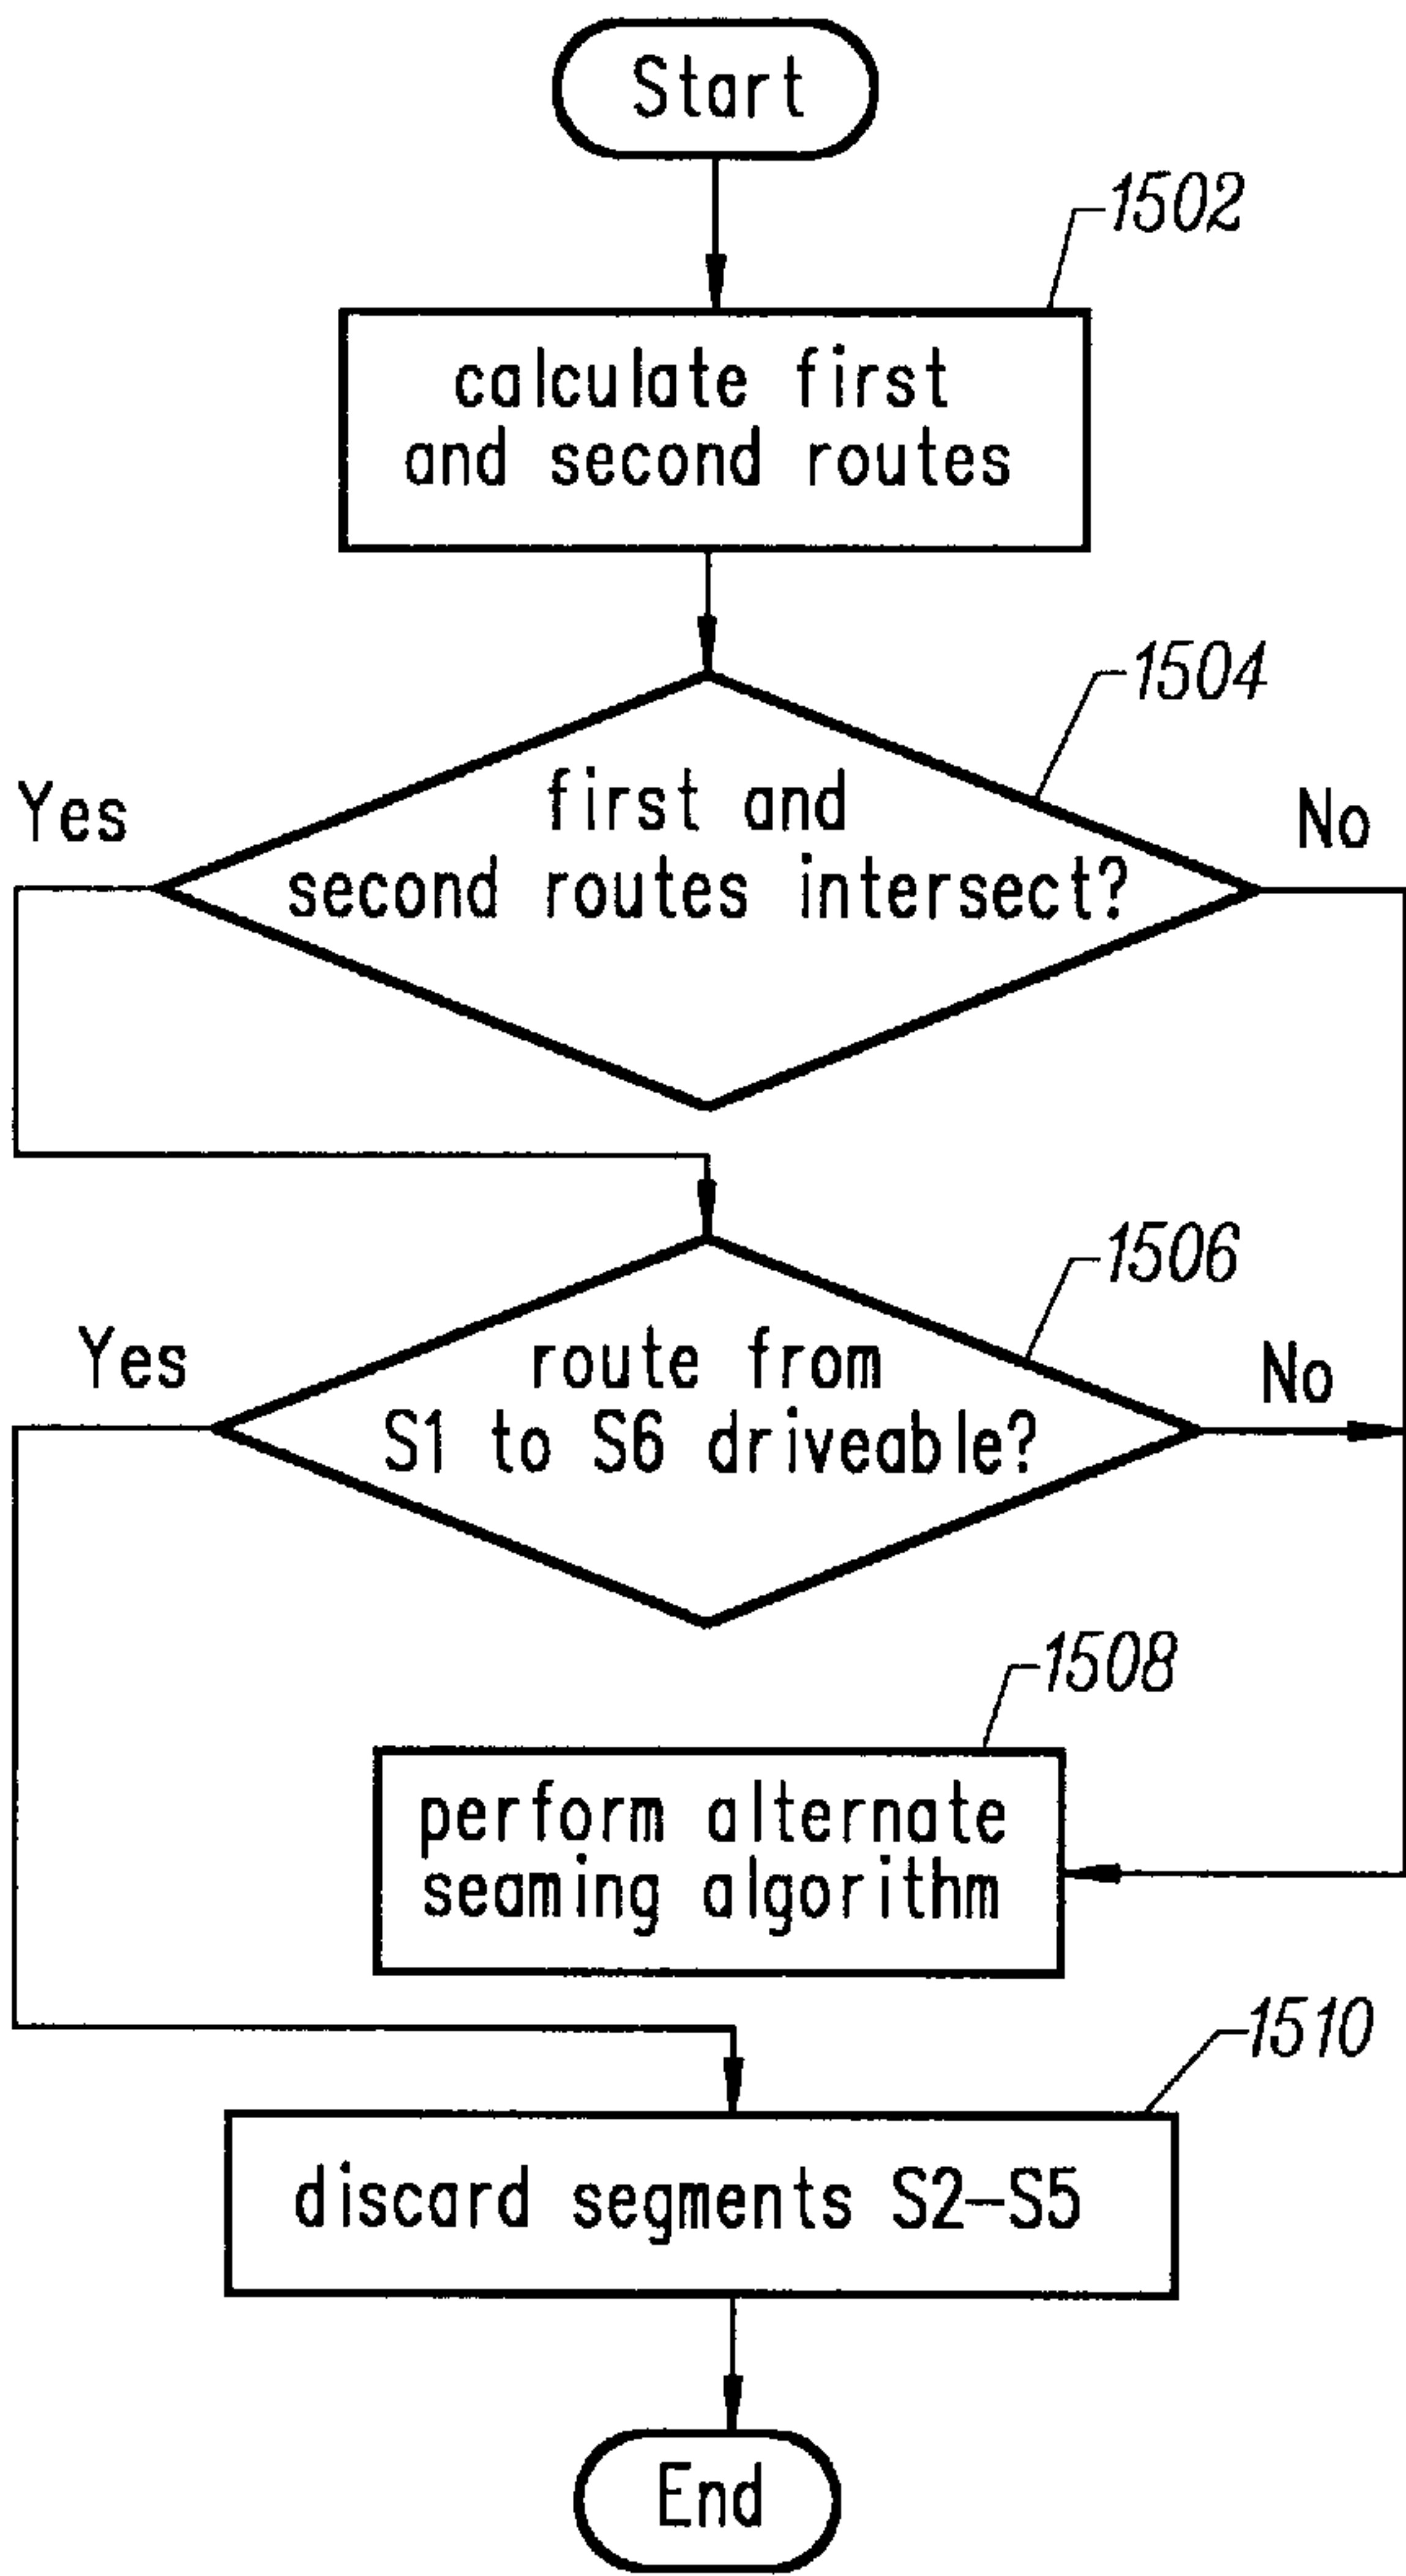 Start
1502
calculate first
and second routes
1504
Yes
first and
No
second routes intersect?
1506
Yes
route from
No
S1 to S6 driveable?
1508
perform alternate
seaming algorithm
1510
discard segments S2-S5
End